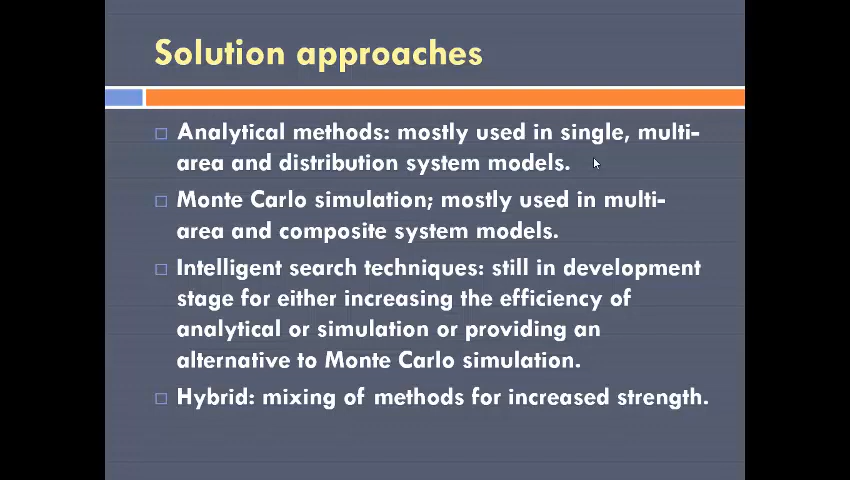 Solution approaches
Analytical methods: mostly used in single, multi-
area and distribution system models.
Monte Carlo simulation; mostly used in multi-
area and composite system models.
Intelligent search techniques: still in development
stage for either increasing the efficiency of
analytical or simulation or providing an
alternative to Monte Carlo simulation.
Hybrid: mixing of methods for increased strength.